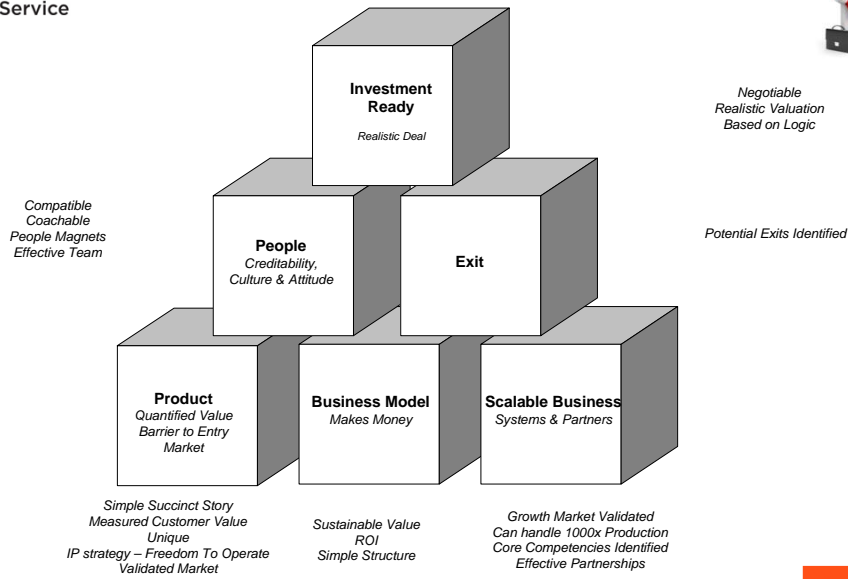 Service
Investment
Ready
Realistic Deal
Negotiable
Realistic Valuation
Based on Logic
Compatible
Coachable
People Magnets
Effective Team
People
Creditability,
Culture & Attitude
Exit
Potential Exits Identified
Product
Quantified Value
Barrier to Entry
Market
Business Model
Makes Money
Scalable Business
Systems & Partners
Simple Succinct Story
Measured Customer Value
Unique
IP strategy – Freedom To Operate
Validated Market
Sustainable Value
ROI
Simple Structure
Growth Market Validated
Can handle 1000x Production
Core Competencies Identified
Effective Partnerships